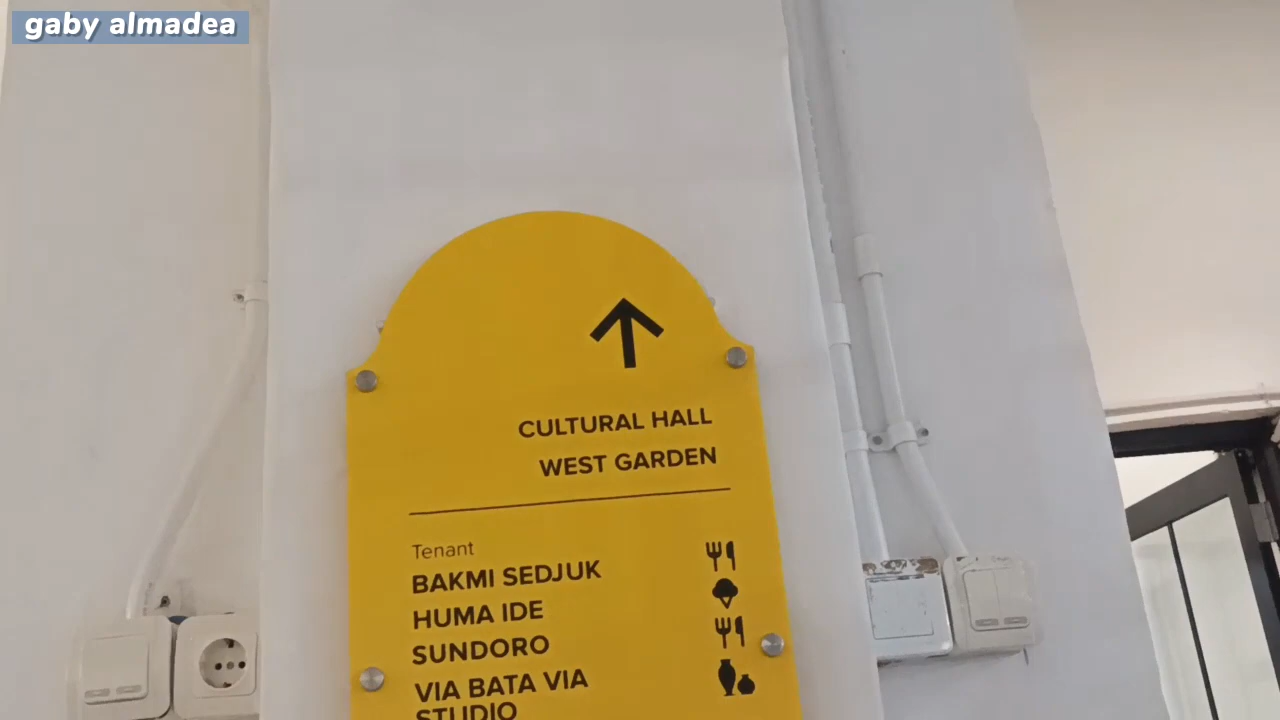 gaby almadea
CULTURAL HALL
WEST GARDEN
Tenant
BAKMI SEDJUK
HUMA IDE
SUNDORO
VIA BATA VIA
STUDIO